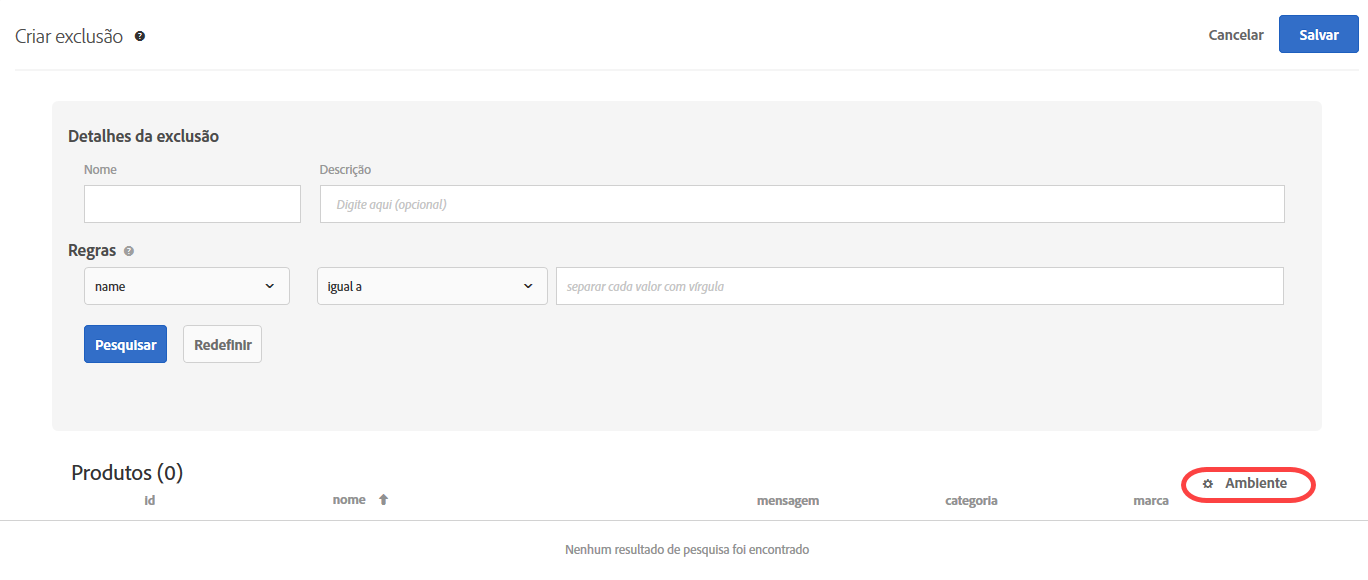 Criar exclusão
Cancelar
Salvar
Detalhes da exclusão
Nome
Descrição
Digite aqui (opcional)
Regras
name
igual a
separar cada valor com vírgula
Pesquisar
Redefinir
Produtos (0)
Ambiente
id
nome
mensagem
categoria
marca
Nenhum resultado de pesquisa foi encontrado